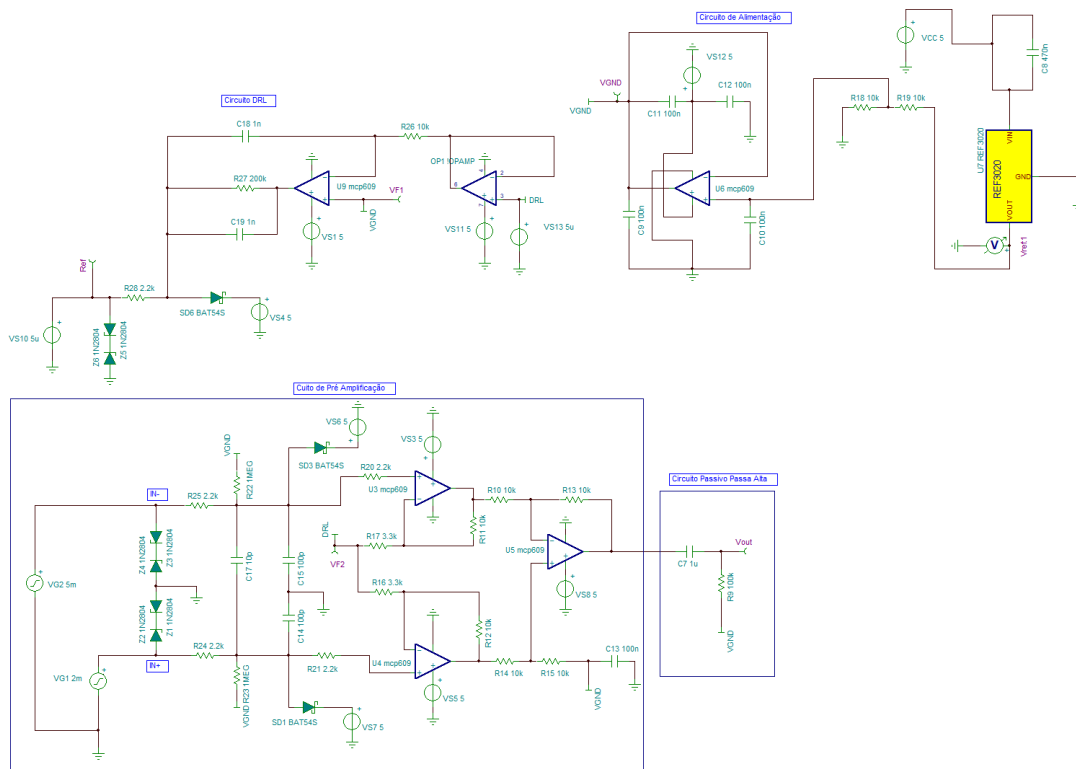 Circuito de Alimentação
VCC 5
C8 470n
VS12 5
VGND
VGND
C11 100n
C12 100n
R18 10k
R19 10k
VIN
U7 REF3020
REF3020
GND
VOUT
V
Vref1
U6 mcp609
C9 100n
C10 100n
Circuito DRL
C18 1n
R26 10k
R27 200k
C19 1n
U9 mcp609
VF1
VGND
VS1 5
OP1 !OPAMP
4
2
6
3
7
DRL
VS11 5
VS13 5u
Ref
R28 2.2k
VS10 5u
Z6 1N2804
Z5 1N2804
SD6 BAT54S
VS4 5
Cuito de Pré Amplificação
VS6 5
VS3 5
SD3 BAT54S
VGND
R22 1MEG
R20 2.2k
U3 mcp609
IN-
R25 2.2k
R10 10k
R13 10k
R11 10k
Z4 1N2804
Z3 1N2804
C17 10p
C15 100p
DRL
R17 3.3k
VF2
U5 mcp609
VS8 5
VG2 5m
R16 3.3k
Z2 1N2804
Z1 1N2804
C14 100p
R12 10k
IN+
R24 2.2k
R21 2.2k
U4 mcp609
R14 10k
R15 10k
C13 100n
VGND
VG1 2m
VGND
R23 1MEG
SD1 BAT54S
VS7 5
VS5 5
Circuito Passivo Passa Alta
Vout
C7 1u
R9 100k
VGND